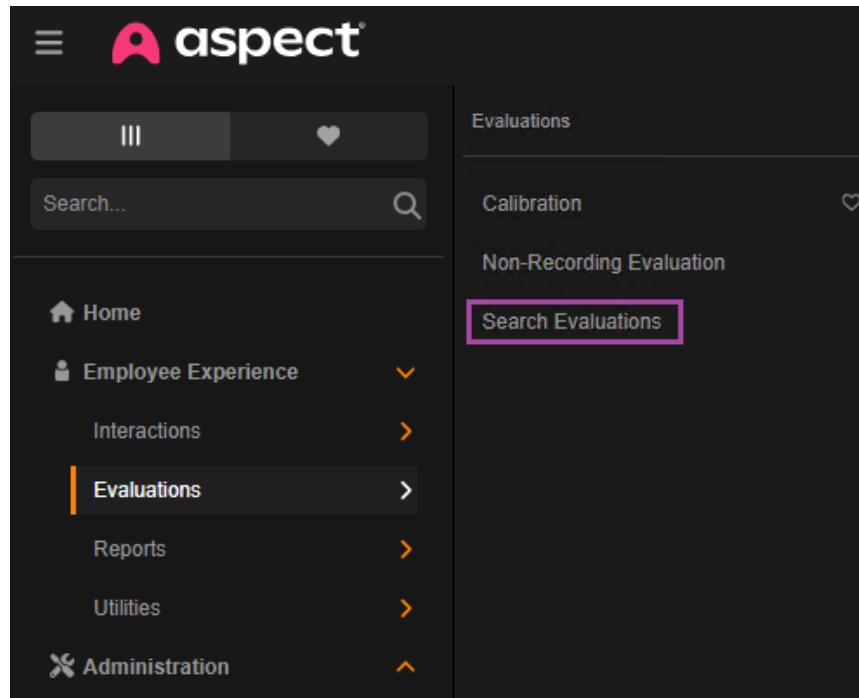 aspect
Search...
Home
Employee Experience
Interactions
Evaluations
Reports
Utilities
Administration
Evaluations
Calibration
Non-Recording Evaluation
Search Evaluations